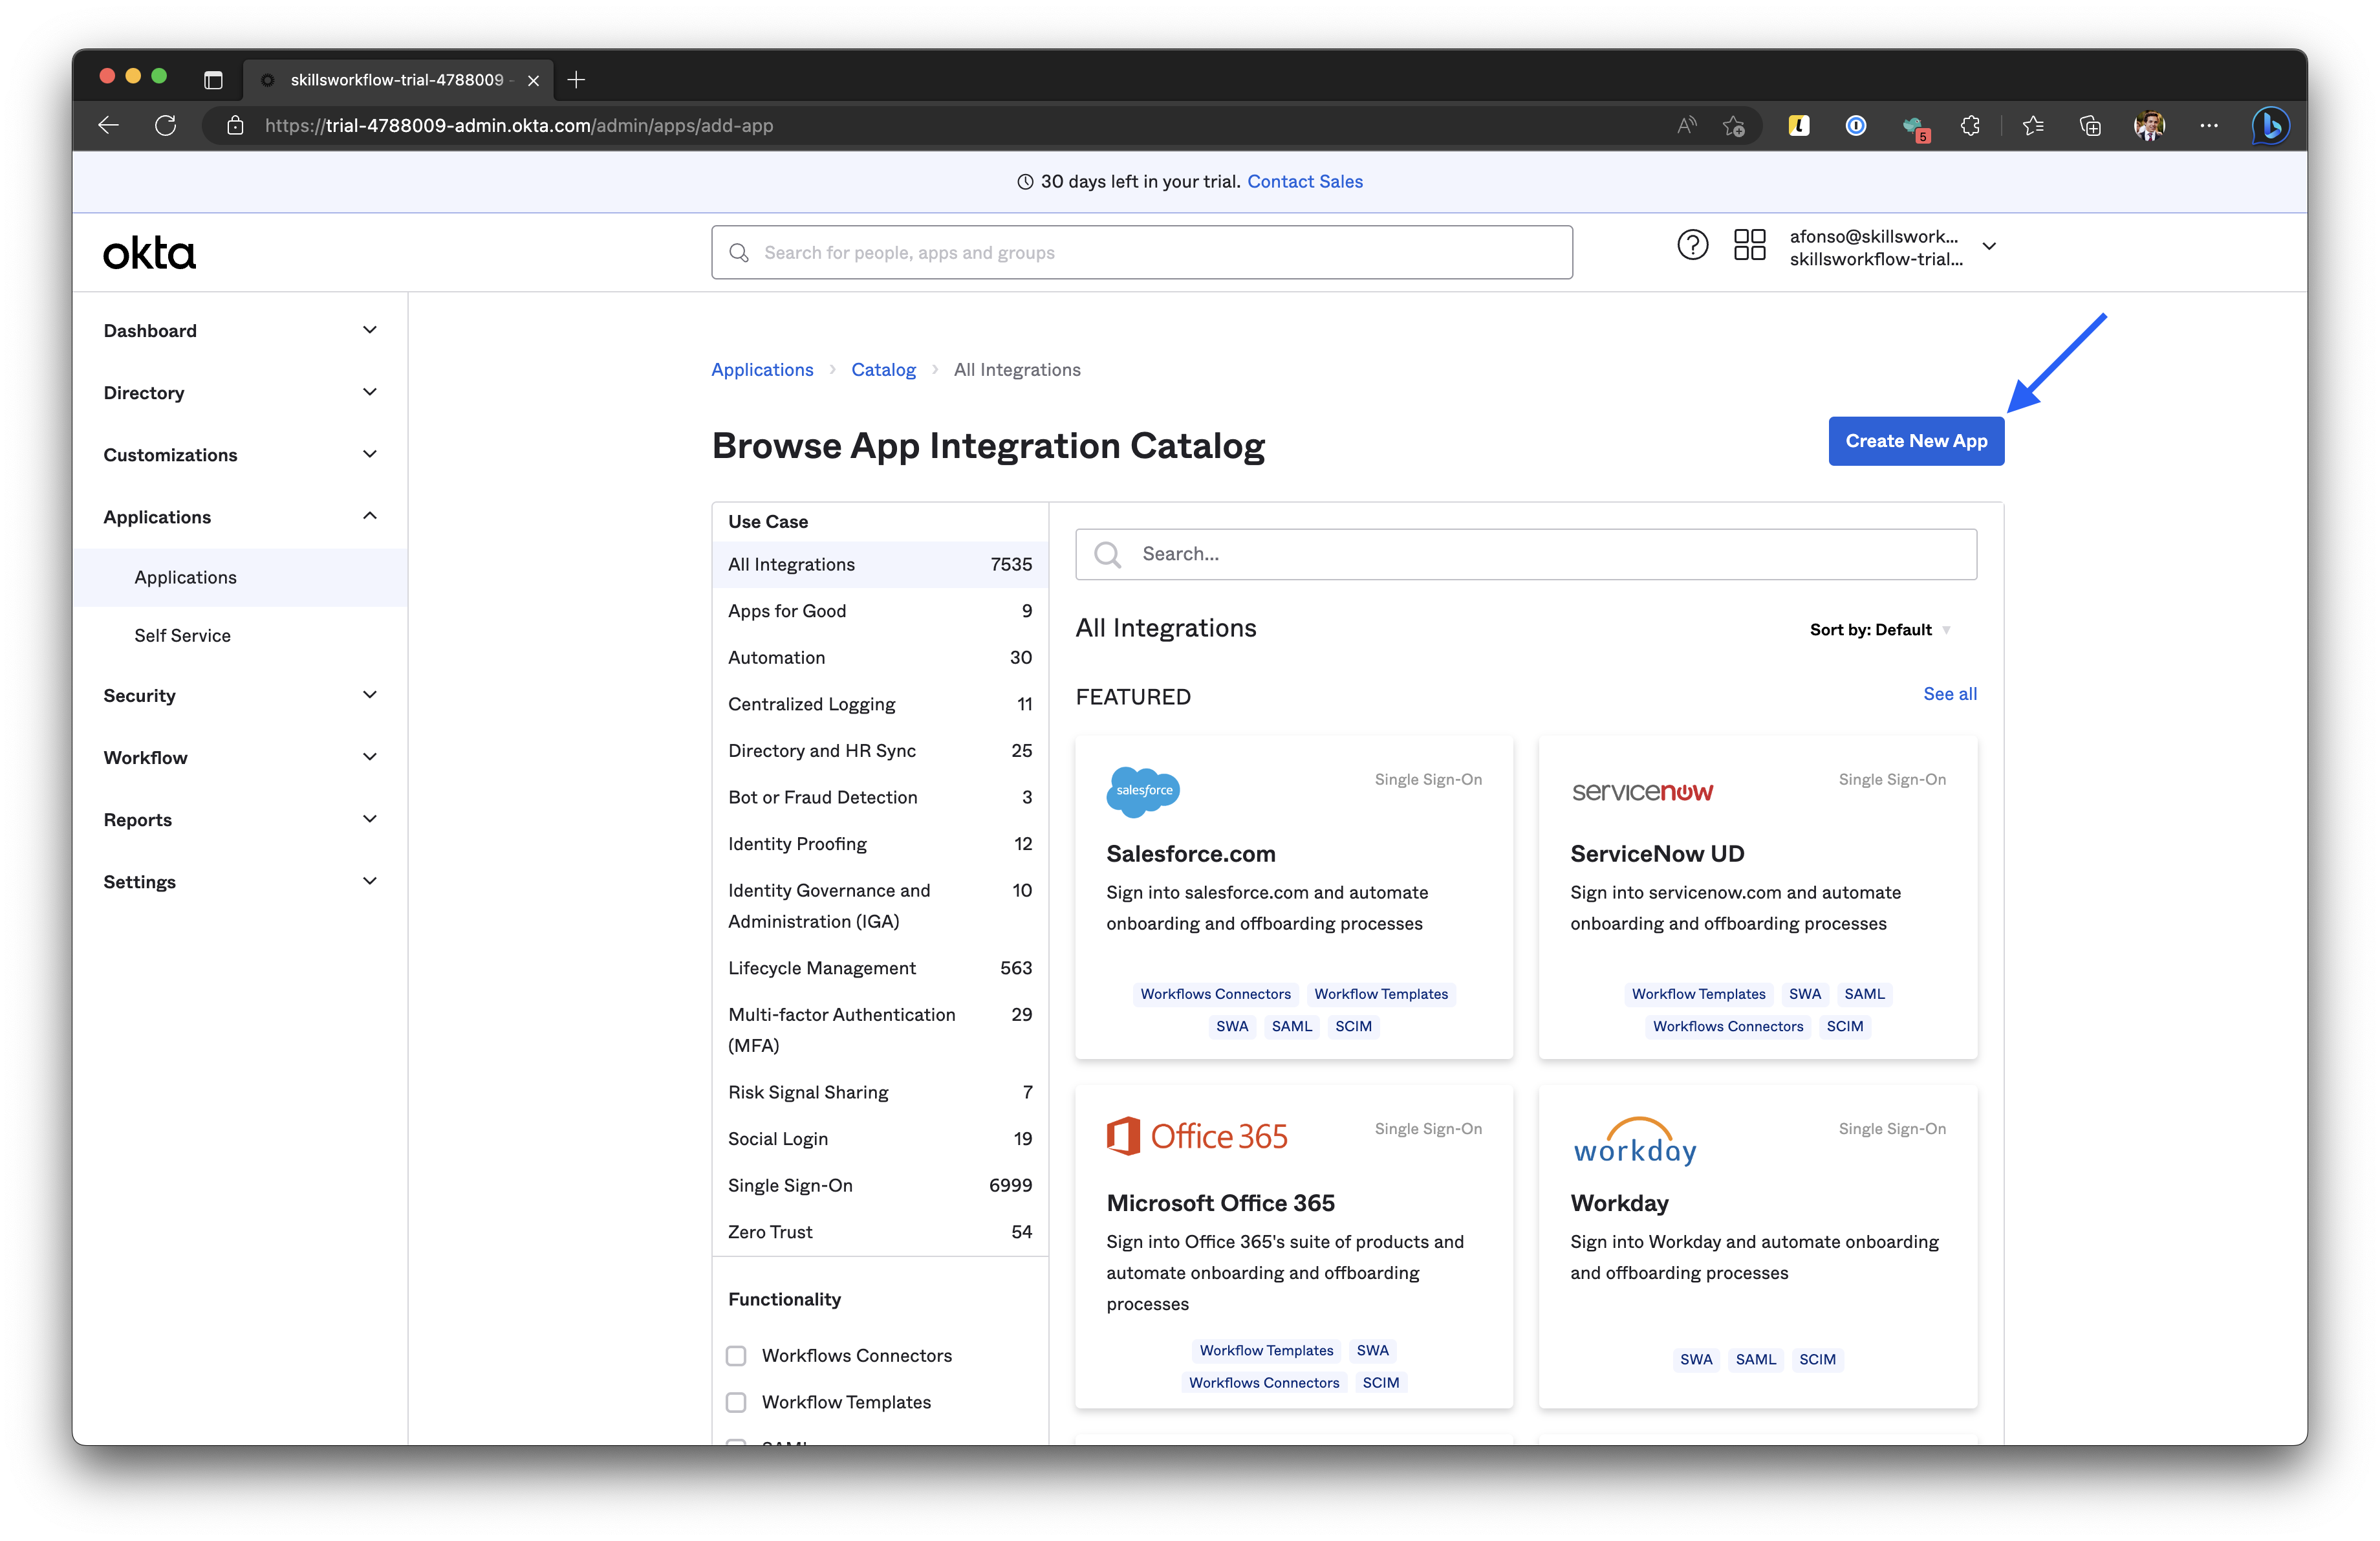 skillsworkflow-trial-4788009 -
https://trial-4788009-admin.okta.com/admin/apps/add-app
5
30 days left in your trial. Contact Sales
okta
Search for people, apps and groups
afonso@skillswork...
skillsworkflow-trial...
Dashboard
Directory
Customizations
Applications
Applications
Self Service
Security
Workflow
Reports
Settings
Applications > Catalog > All Integrations
Browse App Integration Catalog
Create New App
Use Case
All Integrations 7535
Apps for Good 9
Automation 30
Centralized Logging 11
Directory and HR Sync 25
Bot or Fraud Detection 3
Identity Proofing 12
Identity Governance and 10
Administration (IGA)
Lifecycle Management 563
Multi-factor Authentication 29
(MFA)
Risk Signal Sharing 7
Social Login 19
Single Sign-On 6999
Zero Trust 54
Functionality
Workflows Connectors
Workflow Templates
Search...
All Integrations
Sort by: Default
FEATURED
See all
salesforce
Single Sign-On
Salesforce.com
Sign into salesforce.com and automate
onboarding and offboarding processes
Workflows Connectors Workflow Templates
SWA SAML SCIM
servicenow
Single Sign-On
ServiceNow UD
Sign into servicenow.com and automate
onboarding and offboarding processes
Workflow Templates SWA SAML
Workflows Connectors SCIM
Office 365
Single Sign-On
Microsoft Office 365
Sign into Office 365's suite of products and
automate onboarding and offboarding
processes
Workflow Templates SWA
Workflows Connectors SCIM
workday
Single Sign-On
Workday
Sign into Workday and automate onboarding
and offboarding processes
SWA SAML SCIM